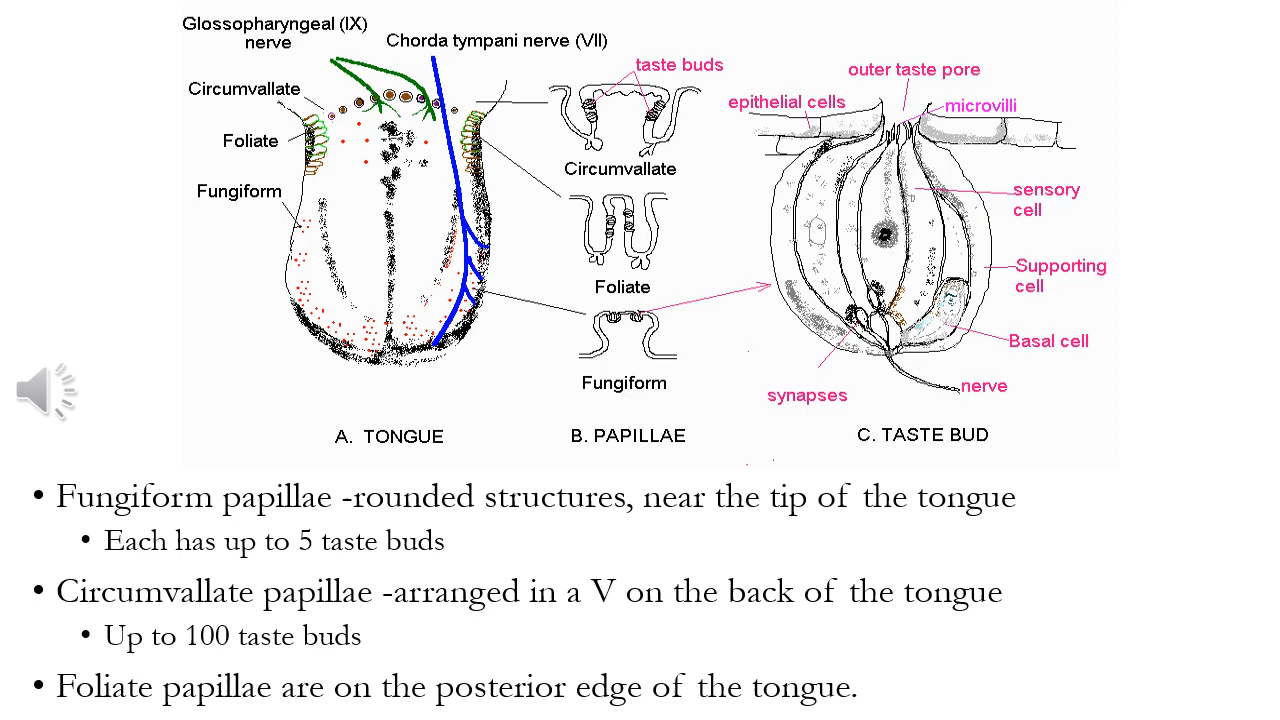 Glossopharyngeal (IX)
nerve
Chorda tympani nerve (VII)
Circumvallate
Foliate
Fungiform
A. TONGUE
taste buds
Circumvallate
Foliate
Fungiform
B. PAPILLAE
outer taste pore
epithelial cells
microvilli
sensory
cell
Supporting
cell
Basal cell
nerve
synapses
C. TASTE BUD
• Fungiform papillae -rounded structures, near the tip of the tongue
• Each has up to 5 taste buds
• Circumvallate papillae -arranged in a V on the back of the tongue
• Up to 100 taste buds
• Foliate papillae are on the posterior edge of the tongue.